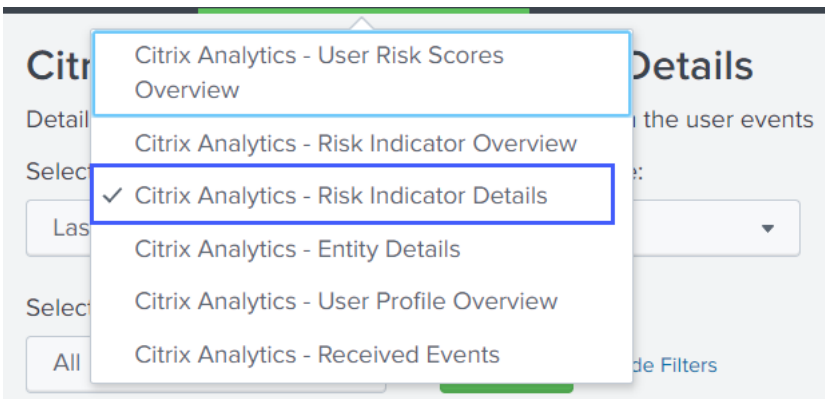 Citrix Analytics - User Risk Scores
Overview
Citrix Analytics - Risk Indicator Overview
Citrix Analytics - Risk Indicator Details
Citrix Analytics - Entity Details
Citrix Analytics - User Profile Overview
Citrix Analytics - Received Events
Details
the user events
All
Filters